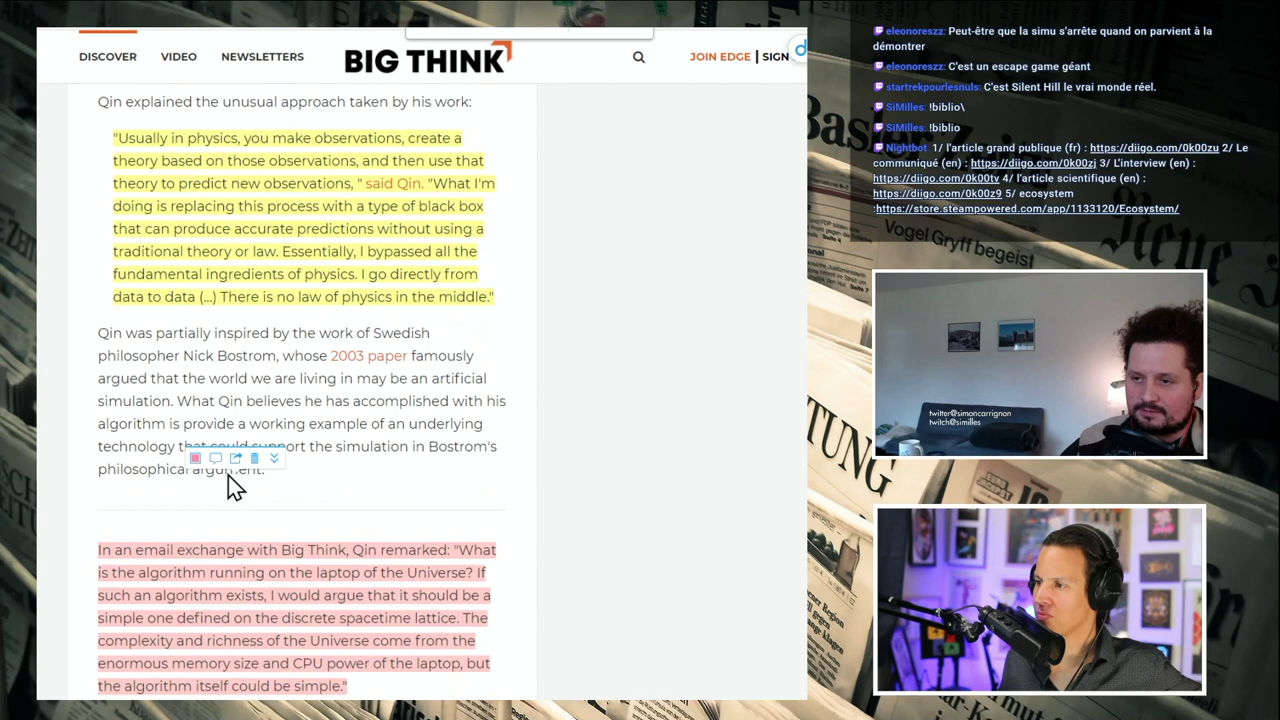 DISCOVER VIDEO NEWSLETTERS BIG THINK JOIN EDGE | SIGN
Qin explained the unusual approach taken by his work:
"Usually in physics, you make observations, create a
theory based on those observations, and then use that
theory to predict new observations, " said Qin. "What I'm
doing is replacing this process with a type of black box
that can produce accurate predictions without using a
traditional theory or law. Essentially, I bypassed all the
fundamental ingredients of physics. I go directly from
data to data (...) There is no law of physics in the middle."
Qin was partially inspired by the work of Swedish
philosopher Nick Bostrom, whose 2003 paper famously
argued that the world we are living in may be an artificial
simulation. What Qin believes he has accomplished with his
algorithm is provide a working example of an underlying
technology that could support the simulation in Bostrom's
philosophical argument.
In an email exchange with Big Think, Qin remarked: "What
is the algorithm running on the laptop of the Universe? If
such an algorithm exists, I would argue that it should be a
simple one defined on the discrete spacetime lattice. The
complexity and richness of the Universe come from the
enormous memory size and CPU power of the laptop, but
the algorithm itself could be simple."
eleonoreszz: Peut-être que la simu s'arrête quand on parvient à la
démontrer
eleonoreszz: C'est un escape game géant
startrekpourlesnuls: C'est Silent Hill le vrai monde réel.
SiMilles: !biblio\
SiMilles: !biblio
Nightbot: 1/ l'article grand publique (fr) : https://diigo.com/0k00zu 2/ Le
communiqué (en) : https://diigo.com/0k00zj 3/ L'interview (en) :
https://diigo.com/0k00tv 4/ l'article scientifique (en) :
https://diigo.com/0k00z9 5/ ecosystem
:https://store.steampowered.com/app/1133120/Ecosystem/
Basler
Vogel Gryff begeist
Neue
twitter@simoncarrignon
twitch@similles
TUNG